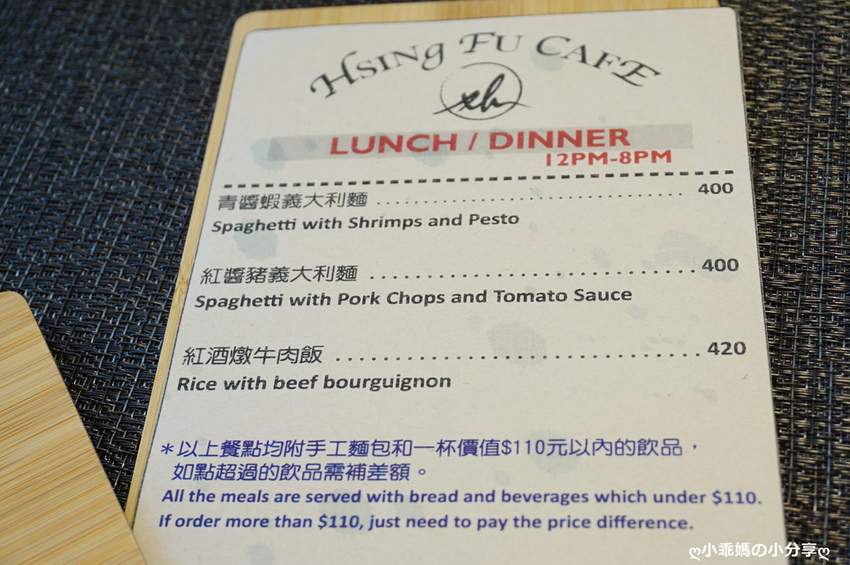 HSING FU CAFE
xh
LUNCH / DINNER
12PM-8PM
青醬蝦義大利麵 ................................ 400
Spaghetti with Shrimps and Pesto
紅醬豬義大利麵 ................................ 400
Spaghetti with Pork Chops and Tomato Sauce
紅酒燉牛肉飯 ................................ 420
Rice with beef bourguignon
*以上餐點均附手工麵包和一杯價值$110元以內的飲品，
如點超過的飲品需補差額。
All the meals are served with bread and beverages which under $110.
If order more than $110, just need to pay the price difference.
ღ小乖媽の小分享ღ